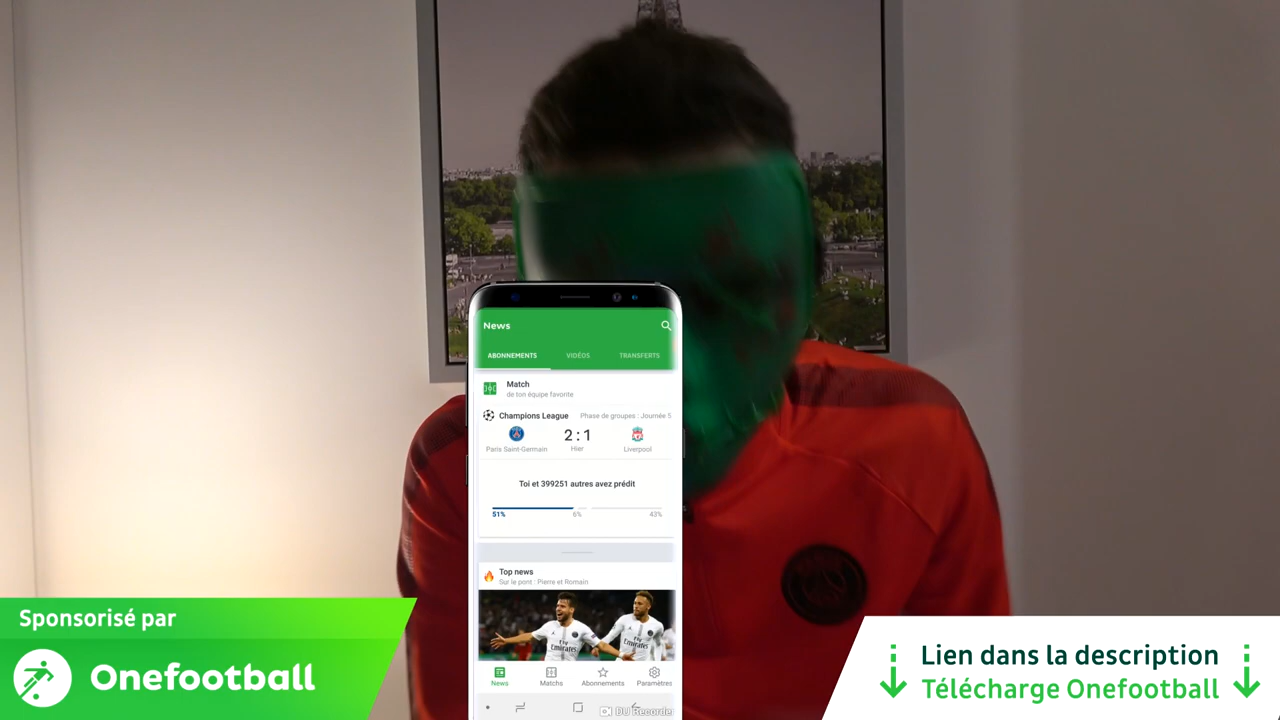 News
ABONNEMENTS VIDÉOS TRANSFERTS
Match
de ton équipe favorite
Champions League Phase de groupes : Journée 5
2 : 1
Paris Saint-Germain Hier Liverpool
Toi et 399251 autres avez prédit
51% 6% 43%
Top news
Sur le pont : Pierre et Romain
Fly Emirates
Fly Emirates
News Matchs Abonnements Paramètres
DU Recorder
Sponsorisé par
Onefootball
Lien dans la description
Télécharge Onefootball